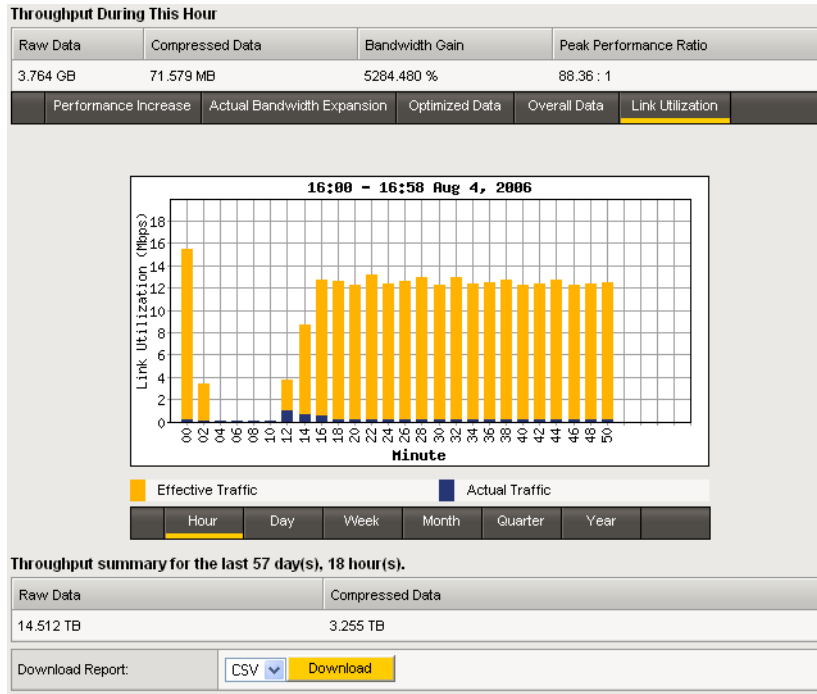 Throughput During This Hour
Raw Data Compressed Data Bandwidth Gain Peak Performance Ratio
3.764 GB 71.579 MB 5284.480 % 88.36 : 1
Performance Increase Actual Bandwidth Expansion Optimized Data Overall Data Link Utilization
16:00 - 16:58 Aug 4, 2006
Link Utilization (Mbps)
18
16
14
12
10
8
6
4
2
0
00 02 04 06 08 10 12 14 16 18 20 22 24 26 28 30 32 34 36 38 40 42 44 46 48 50
Minute
Effective Traffic Actual Traffic
Hour Day Week Month Quarter Year
Throughput summary for the last 57 day(s), 18 hour(s).
Raw Data Compressed Data
14.512 TB 3.255 TB
Download Report: CSV Download